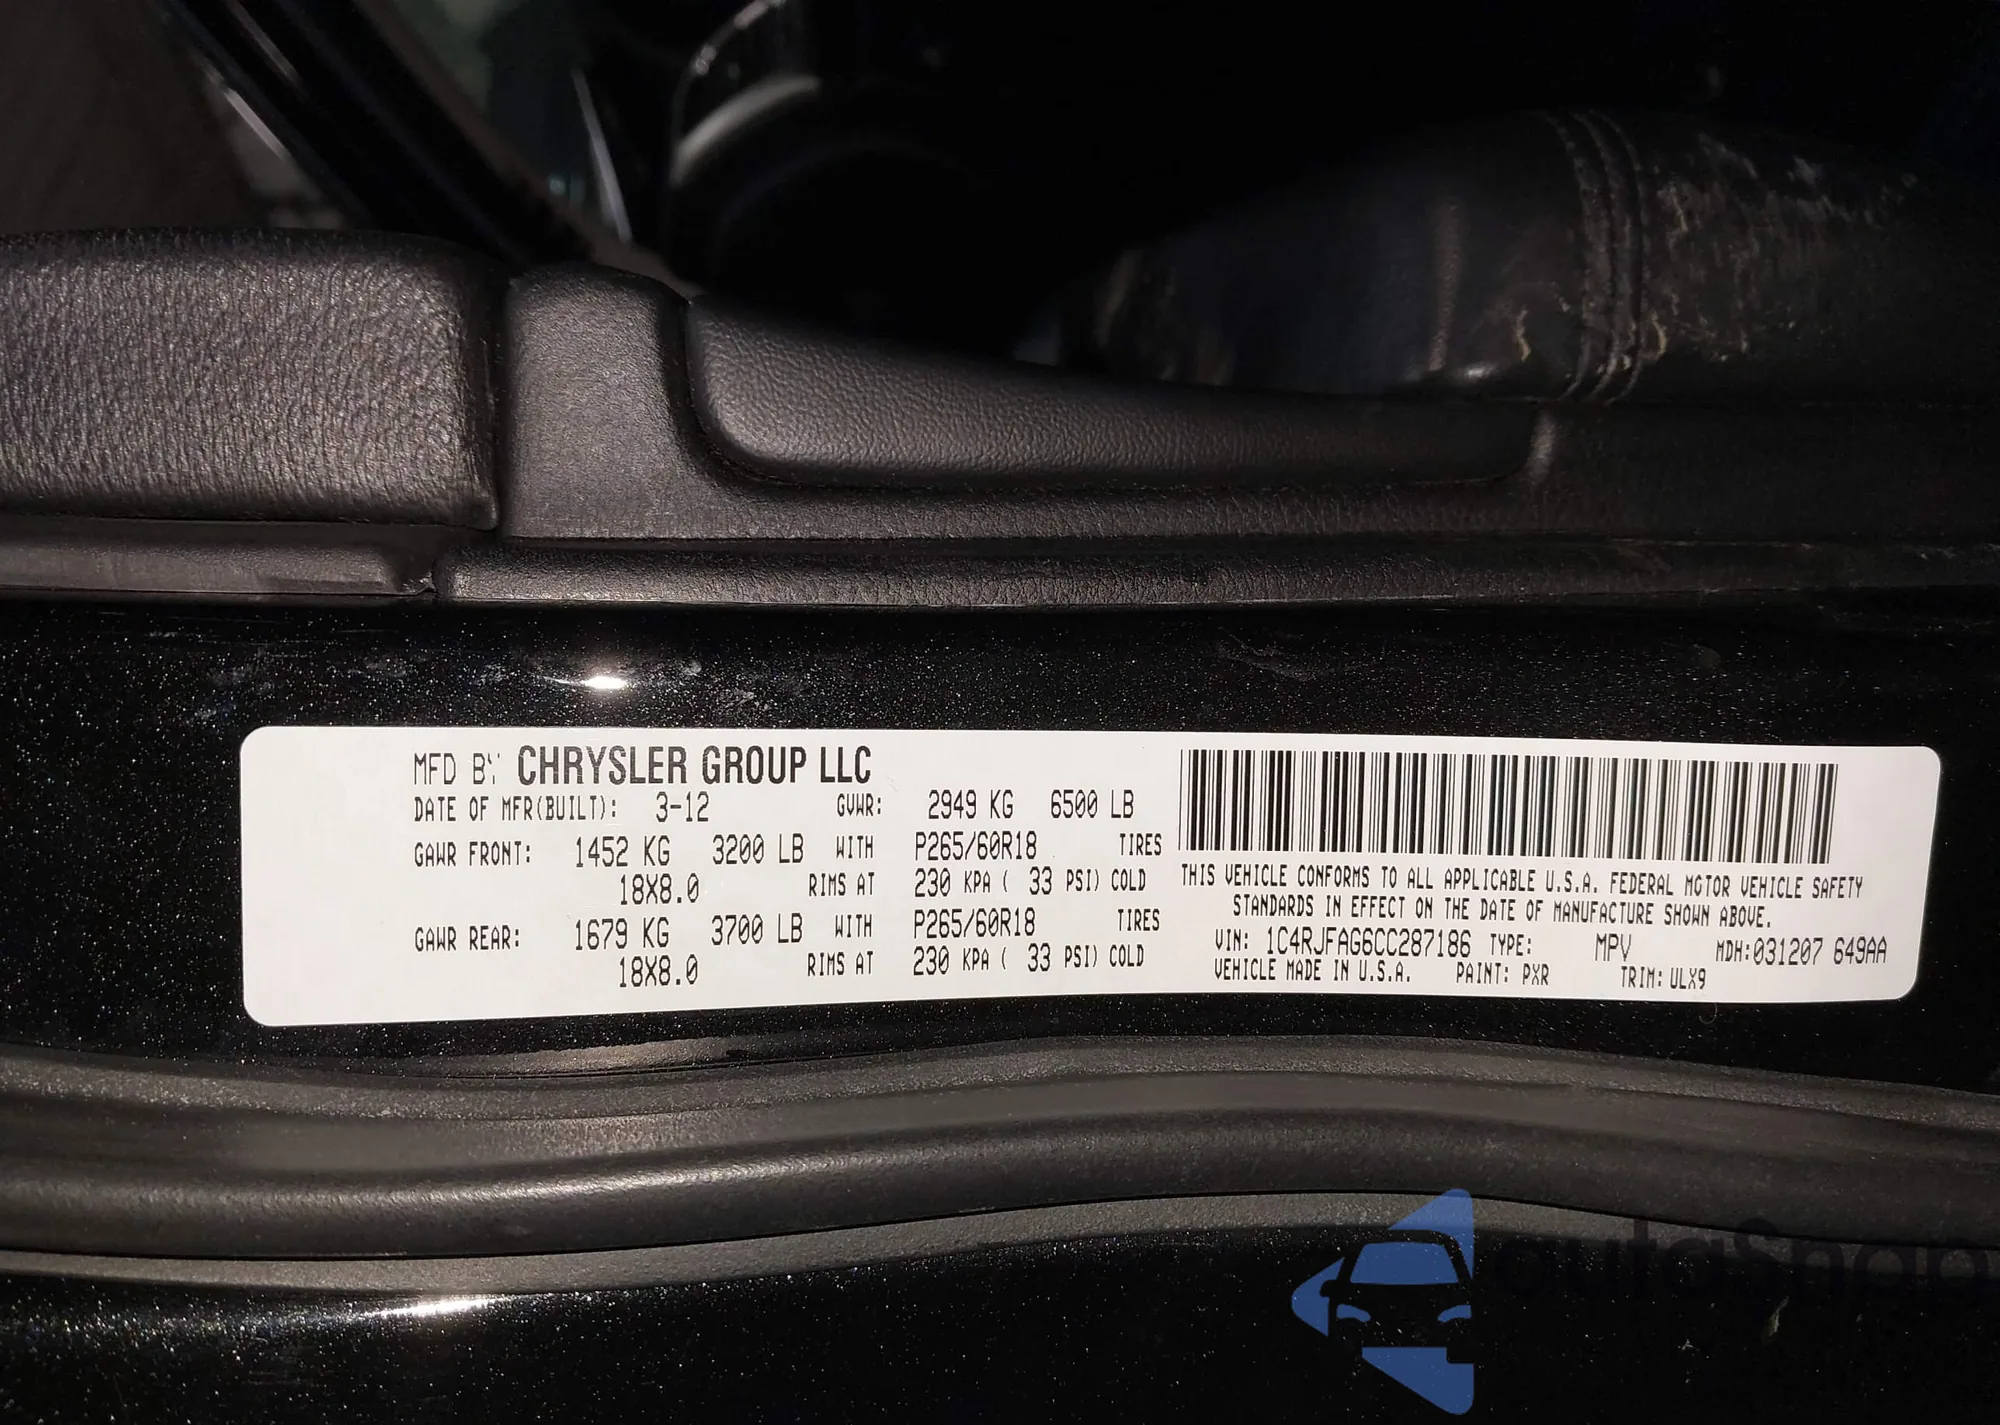 MFD BY CHRYSLER GROUP LLC
DATE OF MFR(BUILT): 3-12 GVWR: 2949 KG 6500 LB
GAWR FRONT: 1452 KG 3200 LB WITH P265/60R18 TIRES
18X8.0 RIMS AT 230 KPA ( 33 PSI) COLD
GAWR REAR: 1679 KG 3700 LB WITH P265/60R18 TIRES
18X8.0 RIMS AT 230 KPA ( 33 PSI) COLD
THIS VEHICLE CONFORMS TO ALL APPLICABLE U.S.A. FEDERAL MOTOR VEHICLE SAFETY
STANDARDS IN EFFECT ON THE DATE OF MANUFACTURE SHOWN ABOVE.
VIN: 1C4RJFAG6CC287186 TYPE: MPV MDH:031207 649AA
VEHICLE MADE IN U.S.A. PAINT: PXR TRIM: ULX9
autaSnap